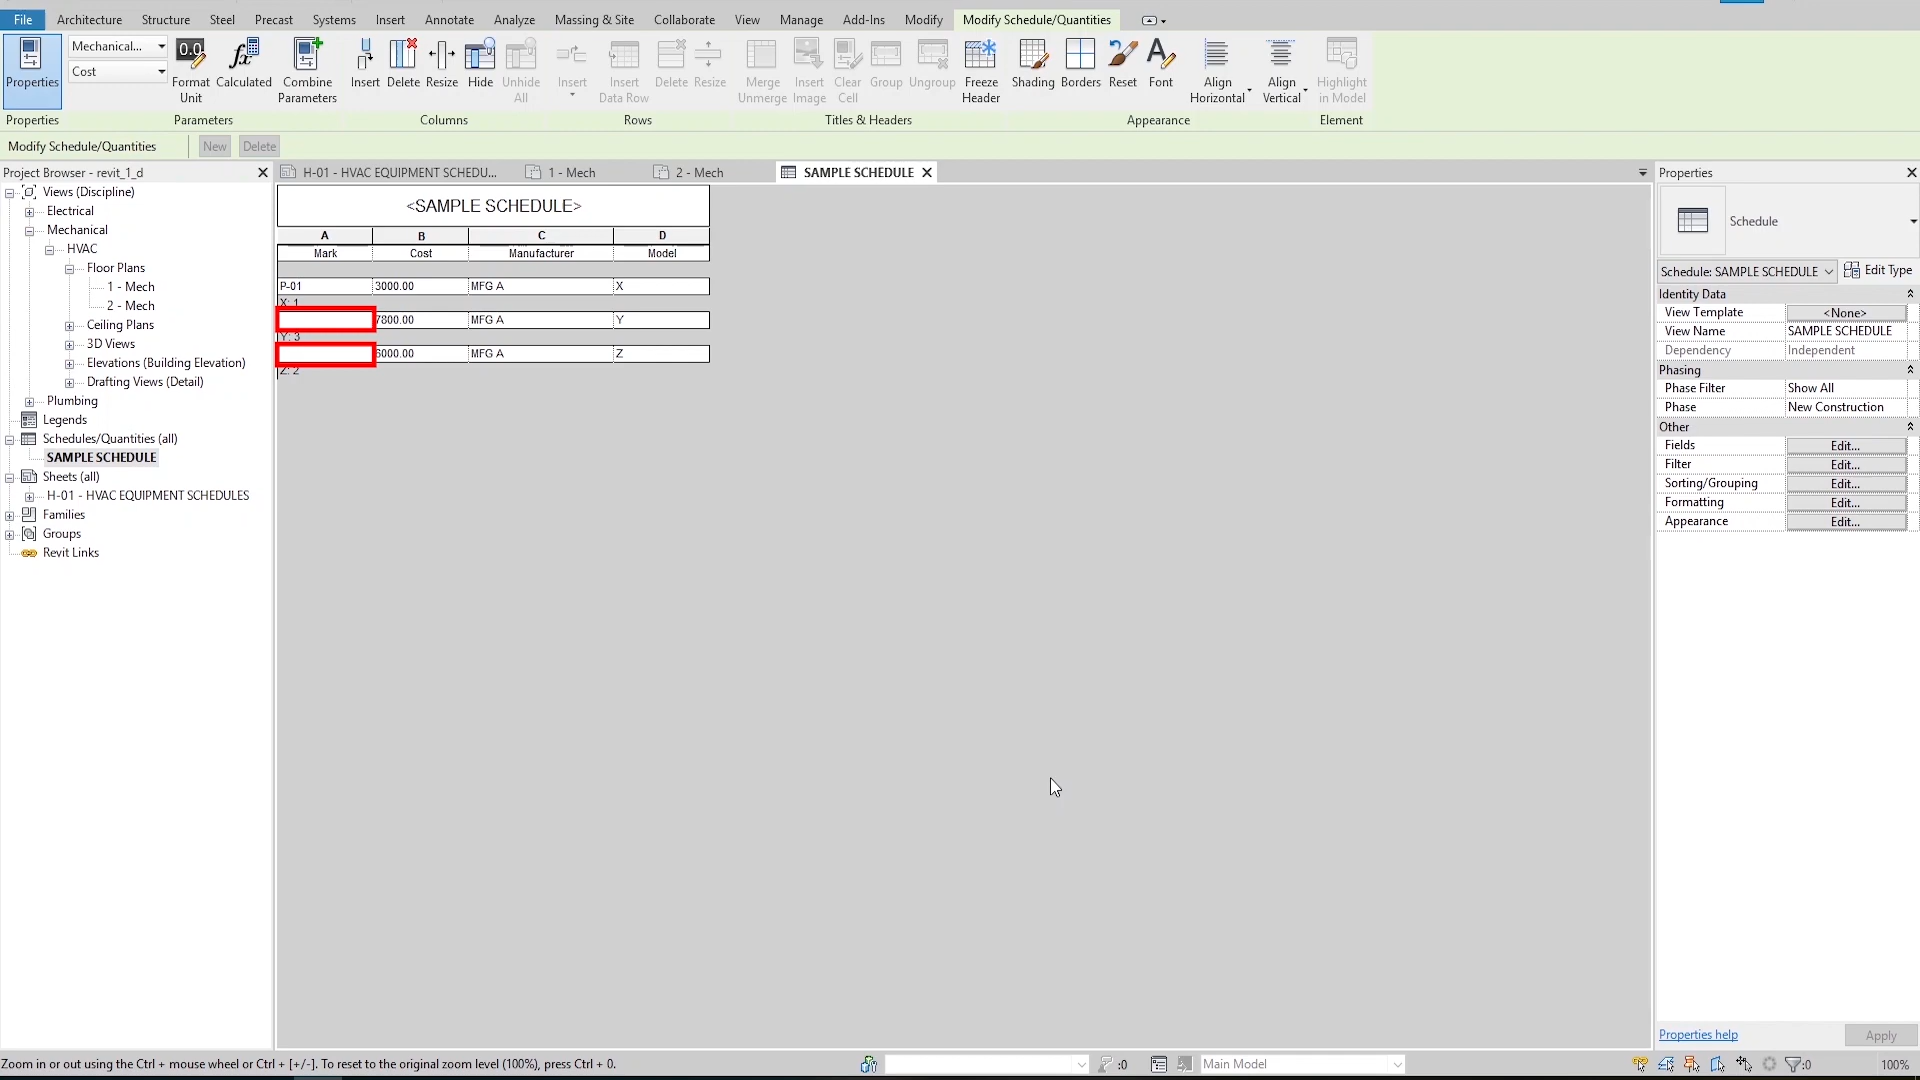 File Architecture Structure Steel Precast Systems Insert Annotate Analyze Massing & Site Collaborate View Manage Add-Ins Modify Modify Schedule/Quantities
Properties
Mechanical...
Cost
0.0
Format Unit
Calculated
Combine Parameters
Insert Delete Resize Hide Unhide All
Insert Insert Data Row Delete Resize
Merge Unmerge Insert Image Clear Cell Group Ungroup Freeze Header
Shading Borders Reset Font Align Horizontal Align Vertical
Highlight in Model
Properties Parameters Columns Rows Titles & Headers Appearance Element
Modify Schedule/Quantities New Delete
Project Browser - revit_1_d
Views (Discipline)
Electrical
Mechanical
HVAC
Floor Plans
1 - Mech
2 - Mech
Ceiling Plans
3D Views
Elevations (Building Elevation)
Drafting Views (Detail)
Plumbing
Legends
Schedules/Quantities (all)
SAMPLE SCHEDULE
Sheets (all)
H-01 - HVAC EQUIPMENT SCHEDULES
Families
Groups
Revit Links
H-01 - HVAC EQUIPMENT SCHEDU... 1 - Mech 2 - Mech SAMPLE SCHEDULE
<SAMPLE SCHEDULE>
A B C D
Mark Cost Manufacturer Model
P-01 3000.00 MFG A X
X: 1
7800.00 MFG A Y
Y: 3
6000.00 MFG A Z
Z: 2
Properties
Schedule
Schedule: SAMPLE SCHEDULE Edit Type
Identity Data
View Template <None>
View Name SAMPLE SCHEDULE
Dependency Independent
Phasing
Phase Filter Show All
Phase New Construction
Other
Fields Edit...
Filter Edit...
Sorting/Grouping Edit...
Formatting Edit...
Appearance Edit...
Properties help Apply
Zoom in or out using the Ctrl + mouse wheel or Ctrl + [+/-]. To reset to the original zoom level (100%), press Ctrl + 0. :0 Main Model :0 100%